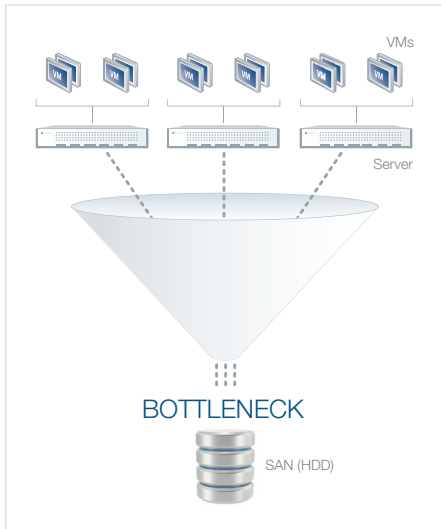 VMs
VM VM VM VM VM VM
Server
BOTTLENECK
SAN (HDD)